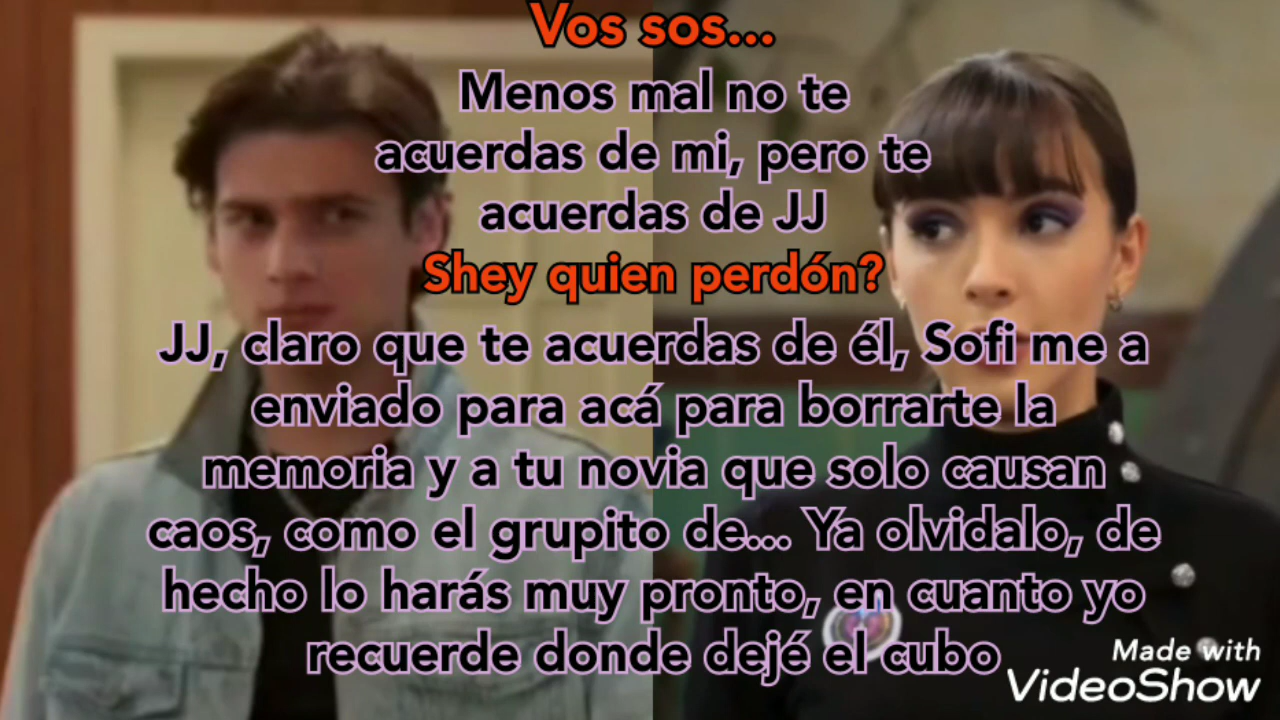 Vos sos...
Menos mal no te
acuerdas de mi, pero te
acuerdas de JJ
Shey quien perdón?
JJ, claro que te acuerdas de él, Sofi me a
enviado para acá para borrarte la
memoria y a tu novia que solo causan
caos, como el grupito de... Ya olvidalo, de
hecho lo harás muy pronto, en cuanto yo
recuerde donde dejé el cubo
Made with
VideoShow